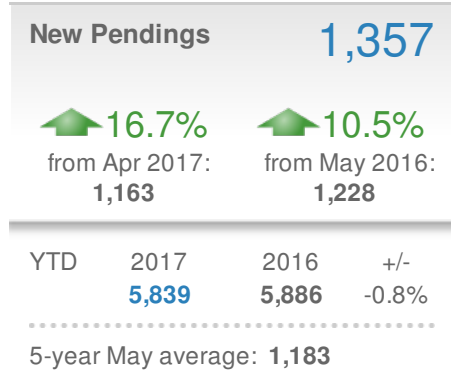 New Pendings 1,357
16.7% 10.5%
from Apr 2017: from May 2016:
1,163 1,228
YTD 2017 2016 +/-
5,839 5,886 -0.8%
5-year May average: 1,183